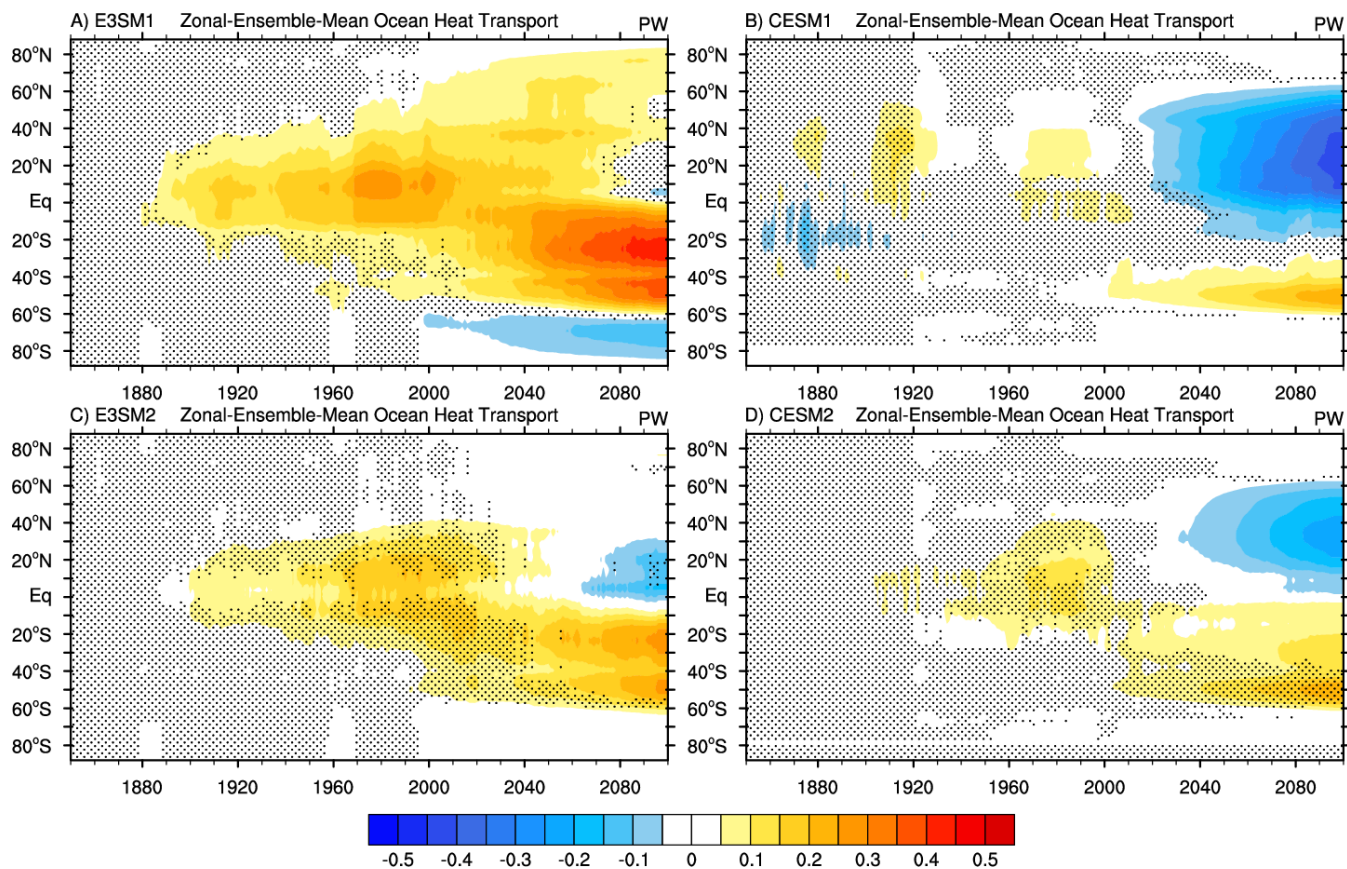 A) E3SM1 Zonal-Ensemble-Mean Ocean Heat Transport PW
B) CESM1 Zonal-Ensemble-Mean Ocean Heat Transport PW
80°N
60°N
40°N
20°N
Eq
20°S
40°S
60°S
80°S
1880 1920 1960 2000 2040 2080
80°N
60°N
40°N
20°N
Eq
20°S
40°S
60°S
80°S
1880 1920 1960 2000 2040 2080
C) E3SM2 Zonal-Ensemble-Mean Ocean Heat Transport PW
D) CESM2 Zonal-Ensemble-Mean Ocean Heat Transport PW
80°N
60°N
40°N
20°N
Eq
20°S
40°S
60°S
80°S
1880 1920 1960 2000 2040 2080
80°N
60°N
40°N
20°N
Eq
20°S
40°S
60°S
80°S
1880 1920 1960 2000 2040 2080
-0.5 -0.4 -0.3 -0.2 -0.1 0 0.1 0.2 0.3 0.4 0.5